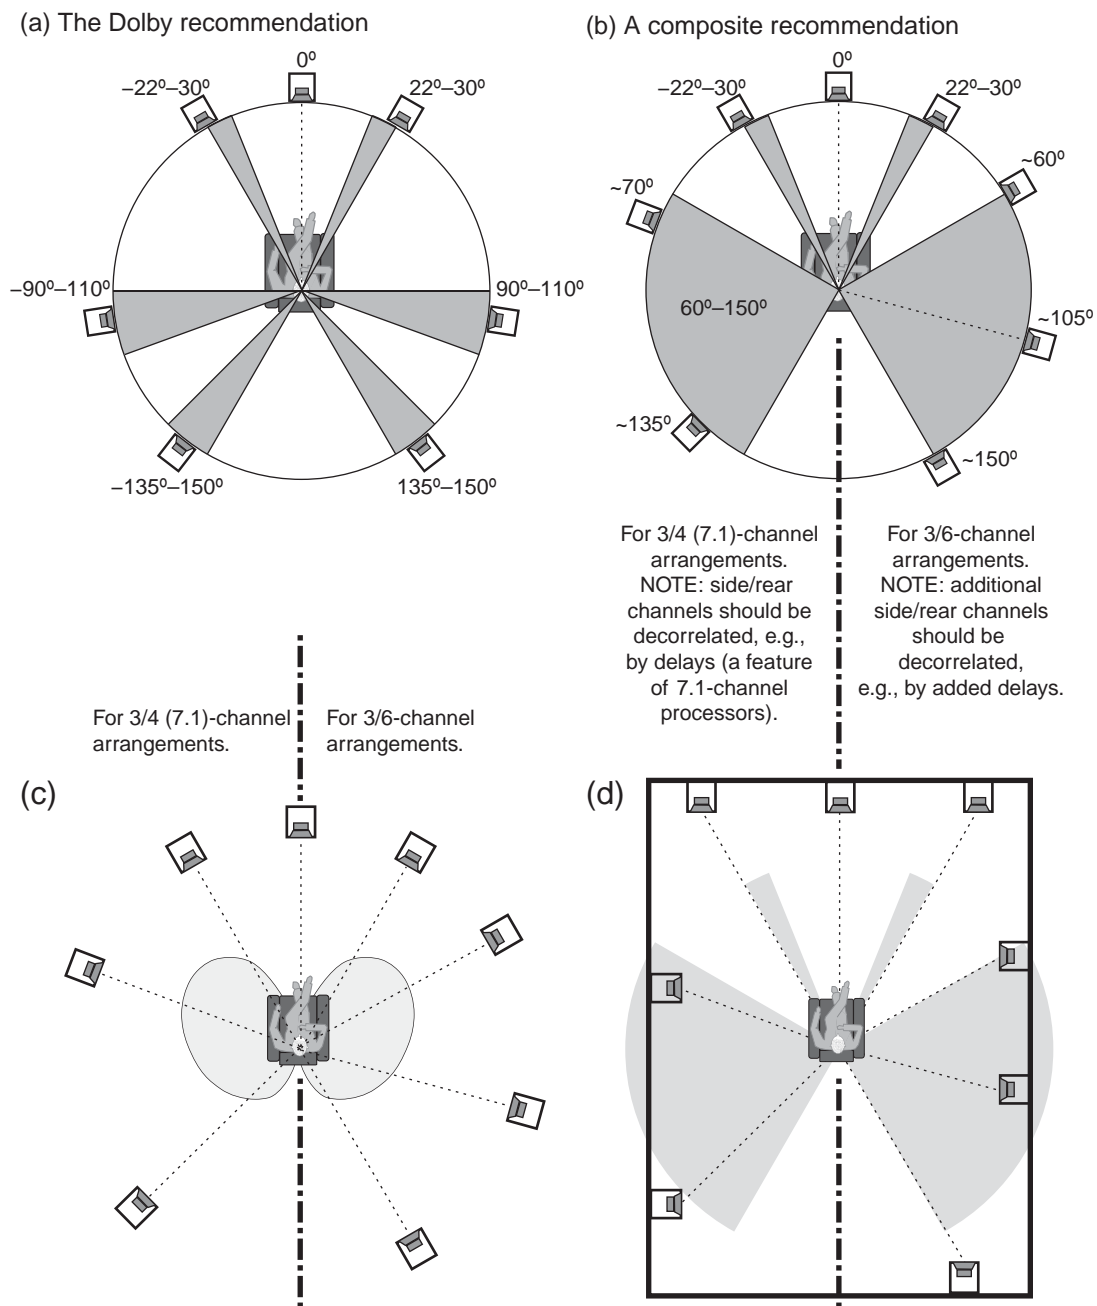 (a) The Dolby recommendation
0º
–22º–30º
22º–30º
–90º–110º
90º–110º
–135º–150º
135º–150º
(b) A composite recommendation
0º
–22º–30º
22º–30º
~60º
~70º
60º–150º
~105º
~135º
~150º
For 3/4 (7.1)-channel
arrangements.
NOTE: side/rear
channels should be
decorrelated, e.g.,
by delays (a feature
of 7.1-channel
processors).
For 3/6-channel
arrangements.
NOTE: additional
side/rear channels
should be
decorrelated,
e.g., by added delays.
For 3/4 (7.1)-channel
arrangements.
For 3/6-channel
arrangements.
(c)
(d)